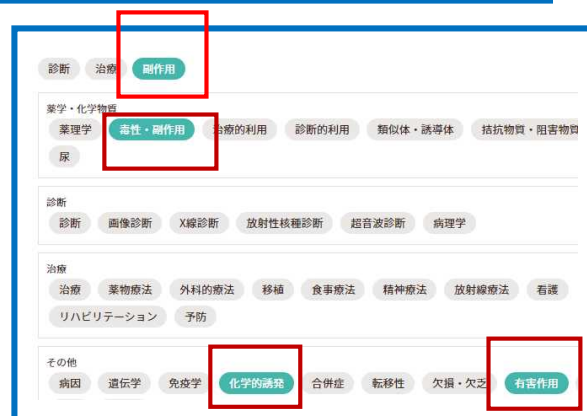 診断 治療 副作用
薬学・化学物質
薬理学 毒性・副作用 治療的利用 診断的利用 類似体・誘導体 拮抗物質・阻害物質
尿
診断
診断 画像診断 X線診断 放射性核種診断 超音波診断 病理学
治療
治療 薬物療法 外科的療法 移植 食事療法 精神療法 放射線療法 看護
リハビリテーション 予防
その他
病因 遺伝学 免疫学 化学的誘発 合併症 転移性 欠損・欠乏 有害作用